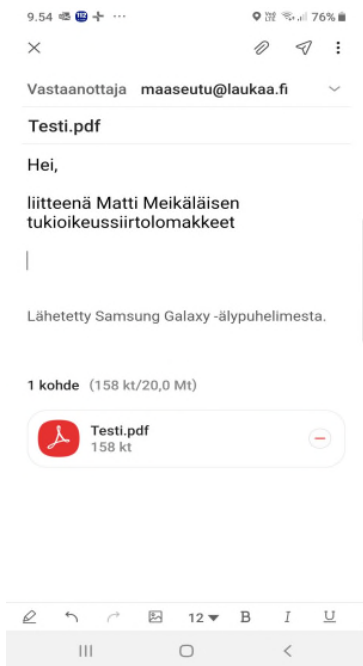 9.54 112 ... 76%
Vastaanottaja maaseutu@laukaa.fi
Testi.pdf
Hei,
liitteenä Matti Meikäläisen
tukioikeussiirtolomakkeet
Lähetetty Samsung Galaxy -älypuhelimesta.
1 kohde (158 kt/20,0 Mt)
Testi.pdf
158 kt
12 B I U